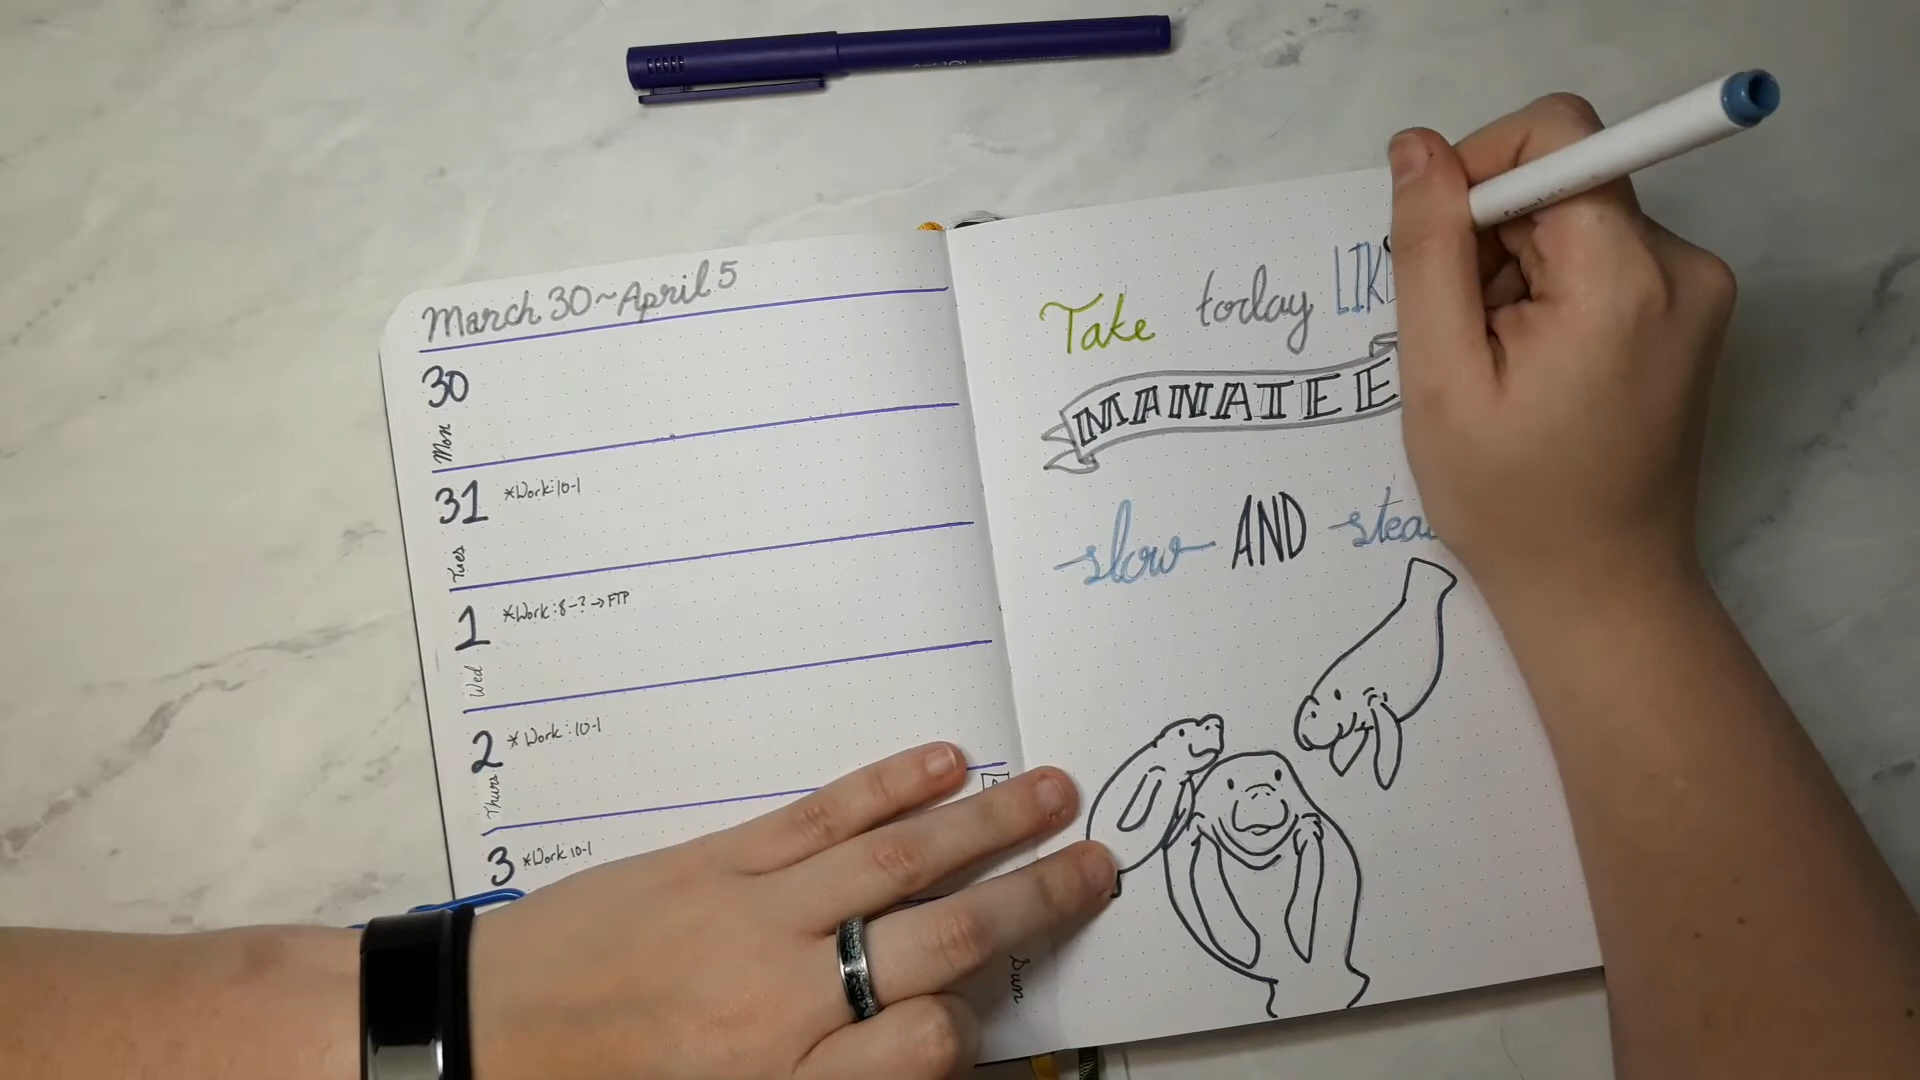 March 30~April 5
30
Mon
31 *Work:10-1
Tues
1 *Work:8-? → FTP
Wed
2 * Work:10-1
Thurs
3 *Work 10-1
Sun
Take today LIKE
MANATEE
slow AND